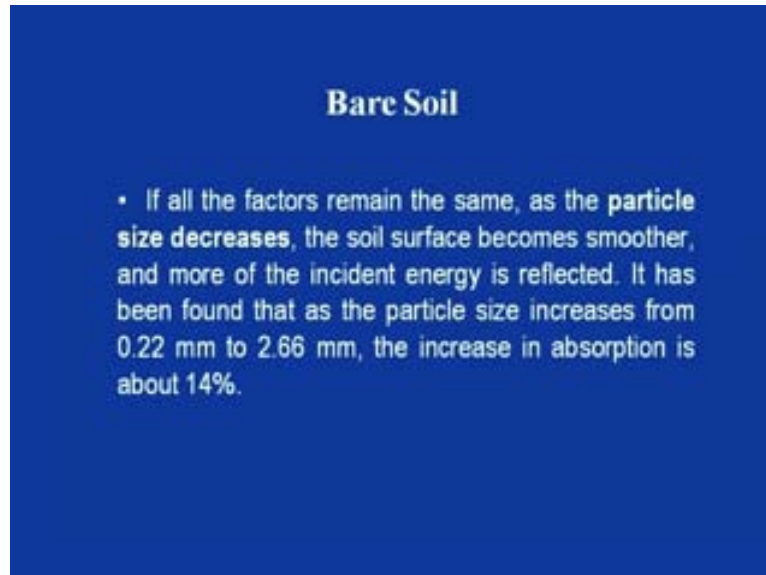 Bare Soil
• If all the factors remain the same, as the particle
size decreases, the soil surface becomes smoother,
and more of the incident energy is reflected. It has
been found that as the particle size increases from
0.22 mm to 2.66 mm, the increase in absorption is
about 14%.